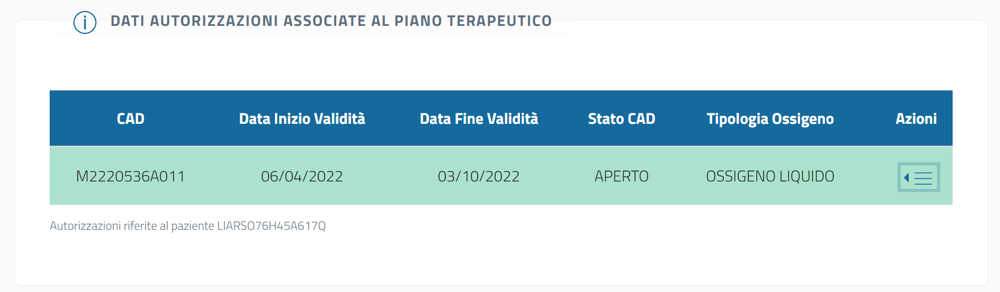 DATI AUTORIZZAZIONI ASSOCIATE AL PIANO TERAPEUTICO
CAD Data Inizio Validità Data Fine Validità Stato CAD Tipologia Ossigeno Azioni
M2220536A011 06/04/2022 03/10/2022 APERTO OSSIGENO LIQUIDO
Autorizzazioni riferite al paziente LIARSO76H45A617Q